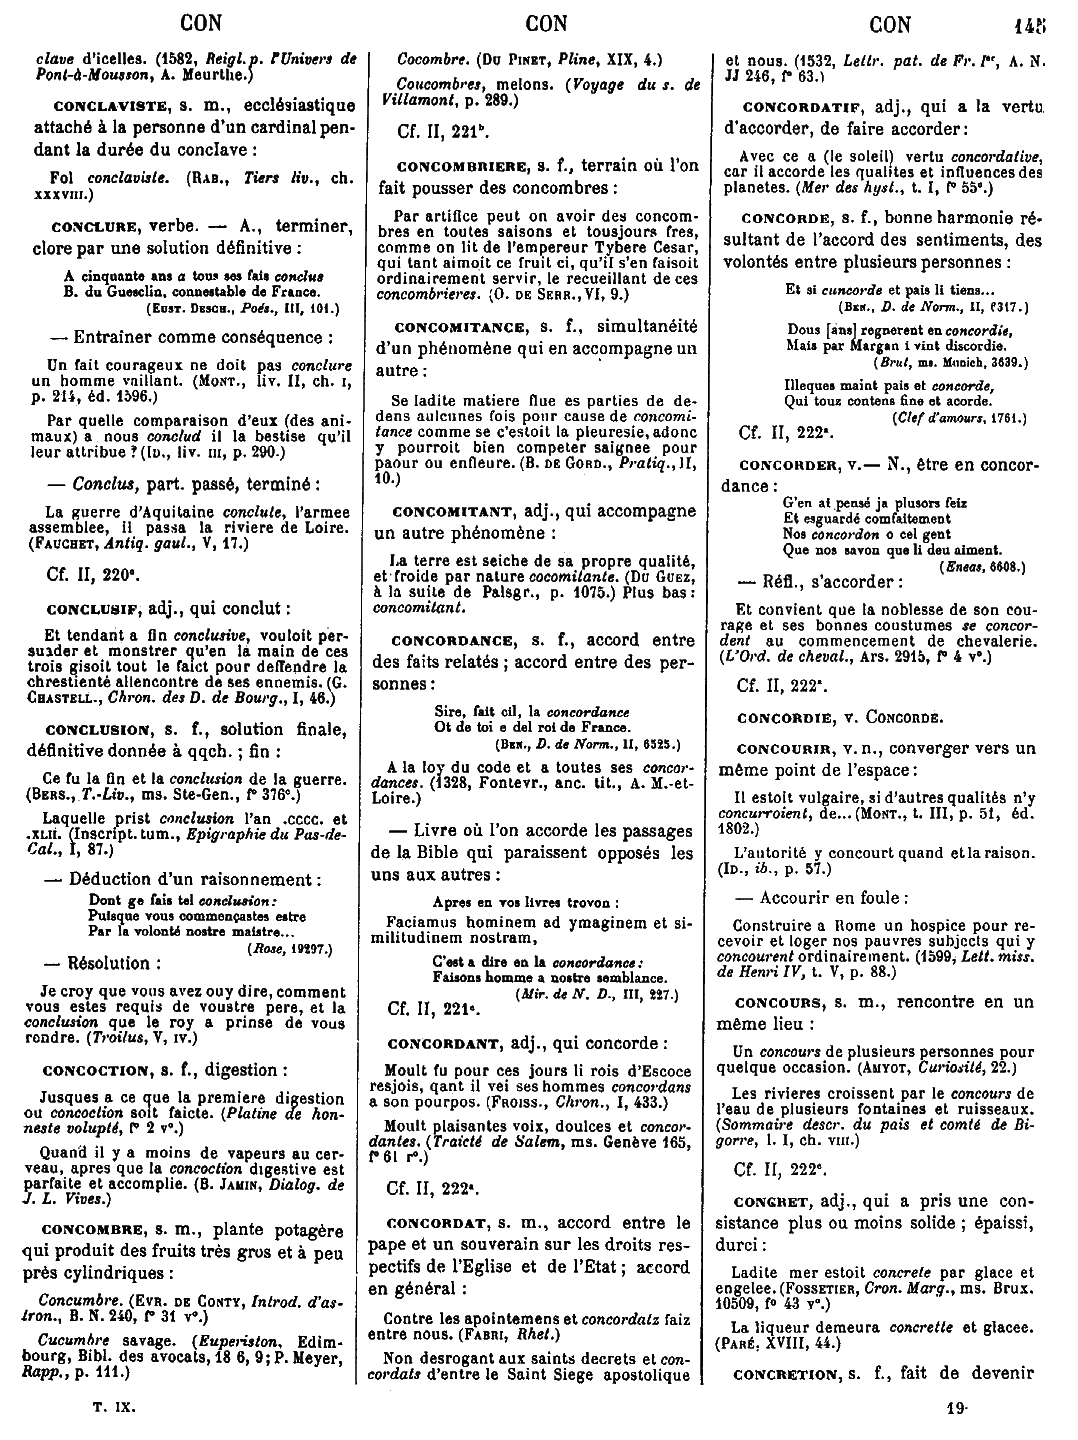 CON
CON
CON
145
clave d'icelles. (1582, Reigl. p. l'Univers de
Pont-à-Mousson, A. Meurthe.)
CONCLAVISTE, s. m., ecclésiastique
attaché à la personne d'un cardinal pen-
dant la durée du conclave :
Fol conclaviste. (RAB., Tiers liv., ch.
XXXVIII.)
CONCLURE, verbe. — A., terminer,
clore par une solution définitive :
A cinquante ans a tous ses fais conclus
B. du Guesclin, connestable de France.
(EUST. DESCH., Poés., III, 101.)
— Entrainer comme conséquence :
Un fait courageux ne doit pas conclure
un homme vaillant. (MONT., liv. II, ch. I,
p. 214, éd. 1596.)
Par quelle comparaison d'eux (des ani-
maux) a nous conclud il la bestise qu'il
leur attribue ? (ID., liv. III, p. 290.)
— Conclus, part. passé, terminé :
La guerre d'Aquitaine conclute, l'armee
assemblee, il passa la riviere de Loire.
(FAUCHET, Antiq. gaul., V, 17.)
Cf. II, 220ª.
CONCLUSIF, adj., qui conclut :
Et tendant a fin conclusive, vouloit per-
suader et monstrer qu'en la main de ces
trois gisoit tout le faict pour deffendre la
chrestienté allencontre de ses ennemis. (G.
CHASTELL., Chron. des D. de Bourg., I, 46.)
CONCLUSION, s. f., solution finale,
définitive donnée à qqch. ; fin :
Ce fu la fin et la conclusion de la guerre.
(BERS., T.-Liv., ms. Ste-Gen., fº 376ᶜ.)
Laquelle prist conclusion l'an .cccc. et
.XLII. (Inscript. tum., Epigraphie du Pas-de-
Cal., I, 87.)
— Déduction d'un raisonnement :
Dont ge fais tel conclusion :
Puisque vous commençastes estre
Par la volonté nostre maistre...
(Rose, 19297.)
— Résolution :
Je croy que vous avez ouy dire, comment
vous estes requis de voustre pere, et la
conclusion que le roy a prinse de vous
rendre. (Troilus, V, IV.)
CONCOCTION, s. f., digestion :
Jusques a ce que la premiere digestion
ou concoction soit faicte. (Platine de hon-
neste volupté, fº 2 vº.)
Quand il y a moins de vapeurs au cer-
veau, apres que la concoction digestive est
parfaite et accomplie. (B. JAMIN, Dialog. de
J. L. Vives.)
CONCOMBRE, s. m., plante potagère
qui produit des fruits très gros et à peu
près cylindriques :
Concumbre. (EVR. DE CONTY, Introd. d'as-
tron., B. N. 240, fº 31 vº.)
Cucumbre savage. (Euperiston, Edim-
bourg, Bibl. des avocats, 18 6, 9 ; P. Meyer,
Rapp., p. 111.)
Cocombre. (DU PINET, Pline, XIX, 4.)
Coucombres, melons. (Voyage du s. de
Villamont, p. 289.)
Cf. II, 221ᵇ.
CONCOMBRIERE, s. f., terrain où l'on
fait pousser des concombres :
Par artifice peut on avoir des concom-
bres en toutes saisons et tousjours fres,
comme on lit de l'empereur Tybere Cesar,
qui tant aimoit ce fruit ci, qu'il s'en faisoit
ordinairement servir, le recueillant de ces
concombrieres. (O. DE SERR., VI, 9.)
CONCOMITANCE, s. f., simultanéité
d'un phénomène qui en accompagne un
autre :
Se ladite matiere flue es parties de de-
dens aulcunes fois pour cause de concomi-
tance comme se c'estoit la pleuresie, adonc
y pourroit bien competer saignee pour
paour ou enfleure. (B. DE GORD., Pratiq., II,
10.)
CONCOMITANT, adj., qui accompagne
un autre phénomène :
La terre est seiche de sa propre qualité,
et froide par nature cocomitante. (DU GUEZ,
à la suite de Palsgr., p. 1075.) Plus bas :
concomitant.
CONCORDANCE, s. f., accord entre
des faits relatés ; accord entre des per-
sonnes :
Sire, fait cil, la concordance
Ot de toi e del roi de France.
(BEN., D. de Norm., II, 6525.)
A la loy du code et a toutes ses concor-
dances. (1328, Fontevr., anc. tit., A. M.-et-
Loire.)
— Livre où l'on accorde les passages
de la Bible qui paraissent opposés les
uns aux autres :
Apres en vos livres trovon :
Faciamus hominem ad ymaginem et si-
militudinem nostram,
C'est a dire en la concordance :
Faisons homme a nostre semblance.
(Mir. de N. D., III, 227.)
Cf. II, 221ᶜ.
CONCORDANT, adj., qui concorde :
Moult fu pour ces jours li rois d'Escoce
resjois, qant il vei ses hommes concordans
a son pourpos. (FROISS., Chron., I, 433.)
Moult plaisantes voix, doulces et concor-
dantes. (Traicté de Salem, ms. Genève 165,
fº 61 rº.)
Cf. II, 222ª.
CONCORDAT, s. m., accord entre le
pape et un souverain sur les droits res-
pectifs de l'Eglise et de l'Etat ; accord
en général :
Contre les apointemens et concordatz faiz
entre nous. (FABRI, Rhet.)
Non desrogant aux saints decrets et con-
cordats d'entre le Saint Siege apostolique
et nous. (1532, Lettr. pat. de Fr. Iᵉʳ, A. N.
JJ 246, fº 63.)
CONCORDATIF, adj., qui a la vertu
d'accorder, de faire accorder :
Avec ce a (le soleil) vertu concordative,
car il accorde les qualites et influences des
planetes. (Mer des hyst., t. I, fº 55ᵃ.)
CONCORDE, s. f., bonne harmonie ré-
sultant de l'accord des sentiments, des
volontés entre plusieurs personnes :
Et si cuncorde et pais li tiens...
(BEN., D. de Norm., II, 6317.)
Dous [ans] regnerent en concordie,
Mais par Margan i vint discordie.
(Brut, ms. Munich, 3639.)
Illeques maint pais et concorde,
Qui touz contens fine et acorde.
(Clef d'amours, 1761.)
Cf. II, 222ª.
CONCORDER, v.— N., être en concor-
dance :
G'en ai pensé ja plusors feiz
Et esguardé comfaitement
Nos concordon o cel gent
Que nos savon que li deu aiment.
(Eneas, 6608.)
— Réfl., s'accorder :
Et convient que la noblesse de son cou-
rage et ses bonnes coustumes se concor-
dent au commencement de chevalerie.
(L'Ord. de cheval., Ars. 2915, fº 4 vº.)
Cf. II, 222ª.
CONCORDIE, v. CONCORDE.
CONCOURIR, v. n., converger vers un
même point de l'espace :
Il estoit vulgaire, si d'autres qualités n'y
concurroient, de... (MONT., t. III, p. 51, éd.
1802.)
L'autorité y concourt quand et la raison.
(ID., ib., p. 57.)
— Accourir en foule :
Construire a Rome un hospice pour re-
cevoir et loger nos pauvres subjects qui y
concourent ordinairement. (1599, Lett. miss.
de Henri IV, t. V, p. 88.)
CONCOURS, s. m., rencontre en un
même lieu :
Un concours de plusieurs personnes pour
quelque occasion. (AMYOT, Curiosité, 22.)
Les rivieres croissent par le concours de
l'eau de plusieurs fontaines et ruisseaux.
(Sommaire descr. du pais et comté de Bi-
gorre, l. I, ch. VIII.)
Cf. II, 222ᶜ.
CONCRET, adj., qui a pris une con-
sistance plus ou moins solide ; épaissi,
durci :
Ladite mer estoit concrete par glace et
engelee. (FOSSETIER, Cron. Marg., ms. Brux.
10509, fº 43 vº.)
La liqueur demeura concrette et glacee.
(PARÉ, XVIII, 44.)
CONCRETION, s. f., fait de devenir
T. IX.
19